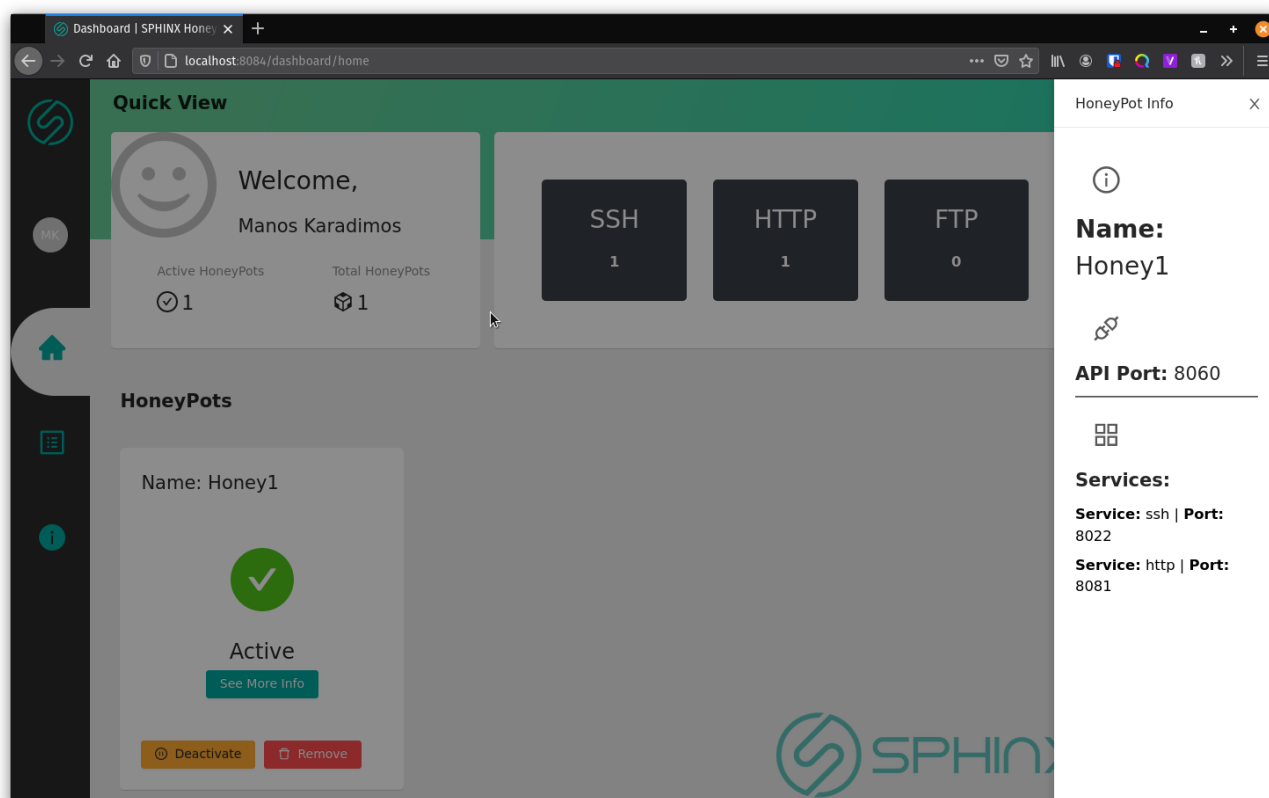 Dashboard | SPHINX Honey
localhost:8084/dashboard/home
Quick View
HoneyPot Info
MK
Welcome,
Manos Karadimos
Active HoneyPots
Total HoneyPots
1
1
SSH
1
HTTP
1
FTP
0
HoneyPots
Name: Honey1
Active
See More Info
Deactivate
Remove
SPHINX
Name:
Honey1
API Port: 8060
Services:
Service: ssh | Port:
8022
Service: http | Port:
8081